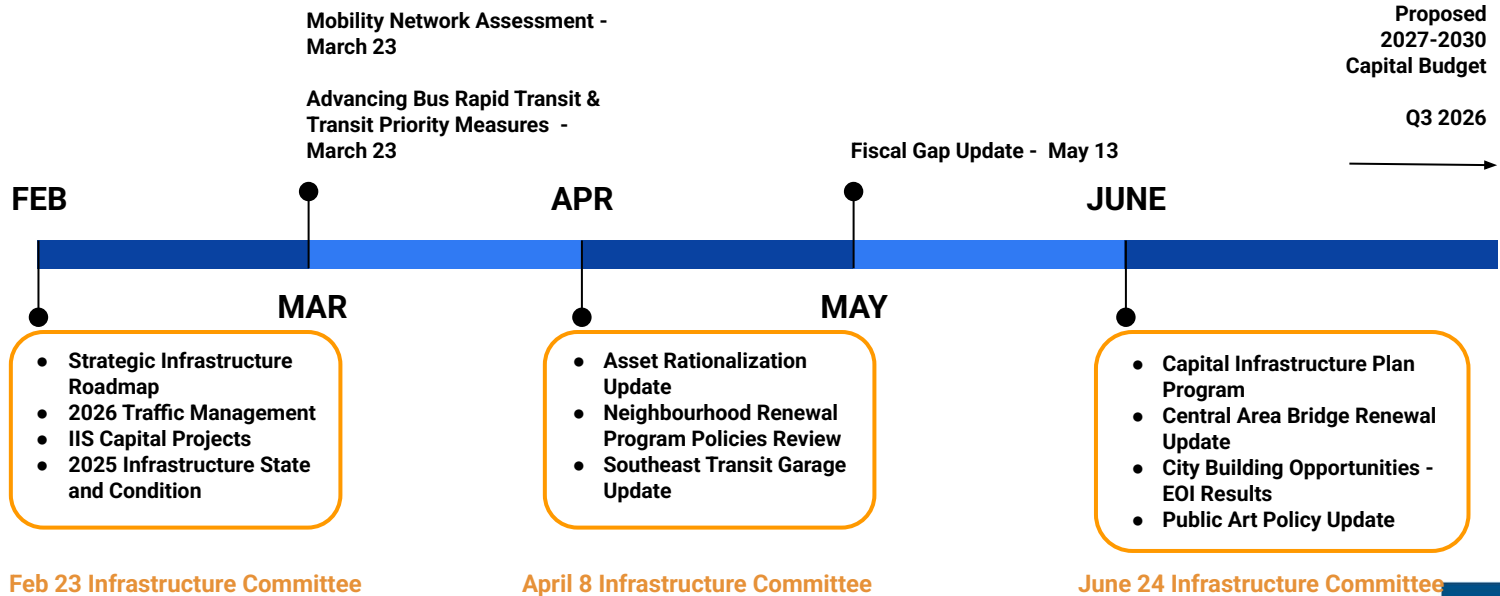 Mobility Network Assessment -
March 23
Advancing Bus Rapid Transit &
Transit Priority Measures -
March 23
Fiscal Gap Update - May 13
Proposed
2027-2030
Capital Budget
Q3 2026
FEB
APR
JUNE
MAR
MAY
● Strategic Infrastructure
Roadmap
● 2026 Traffic Management
● IIS Capital Projects
● 2025 Infrastructure State
and Condition
● Asset Rationalization
Update
● Neighbourhood Renewal
Program Policies Review
● Southeast Transit Garage
Update
● Capital Infrastructure Plan
Program
● Central Area Bridge Renewal
Update
● City Building Opportunities -
EOI Results
● Public Art Policy Update
Feb 23 Infrastructure Committee
April 8 Infrastructure Committee
June 24 Infrastructure Committee